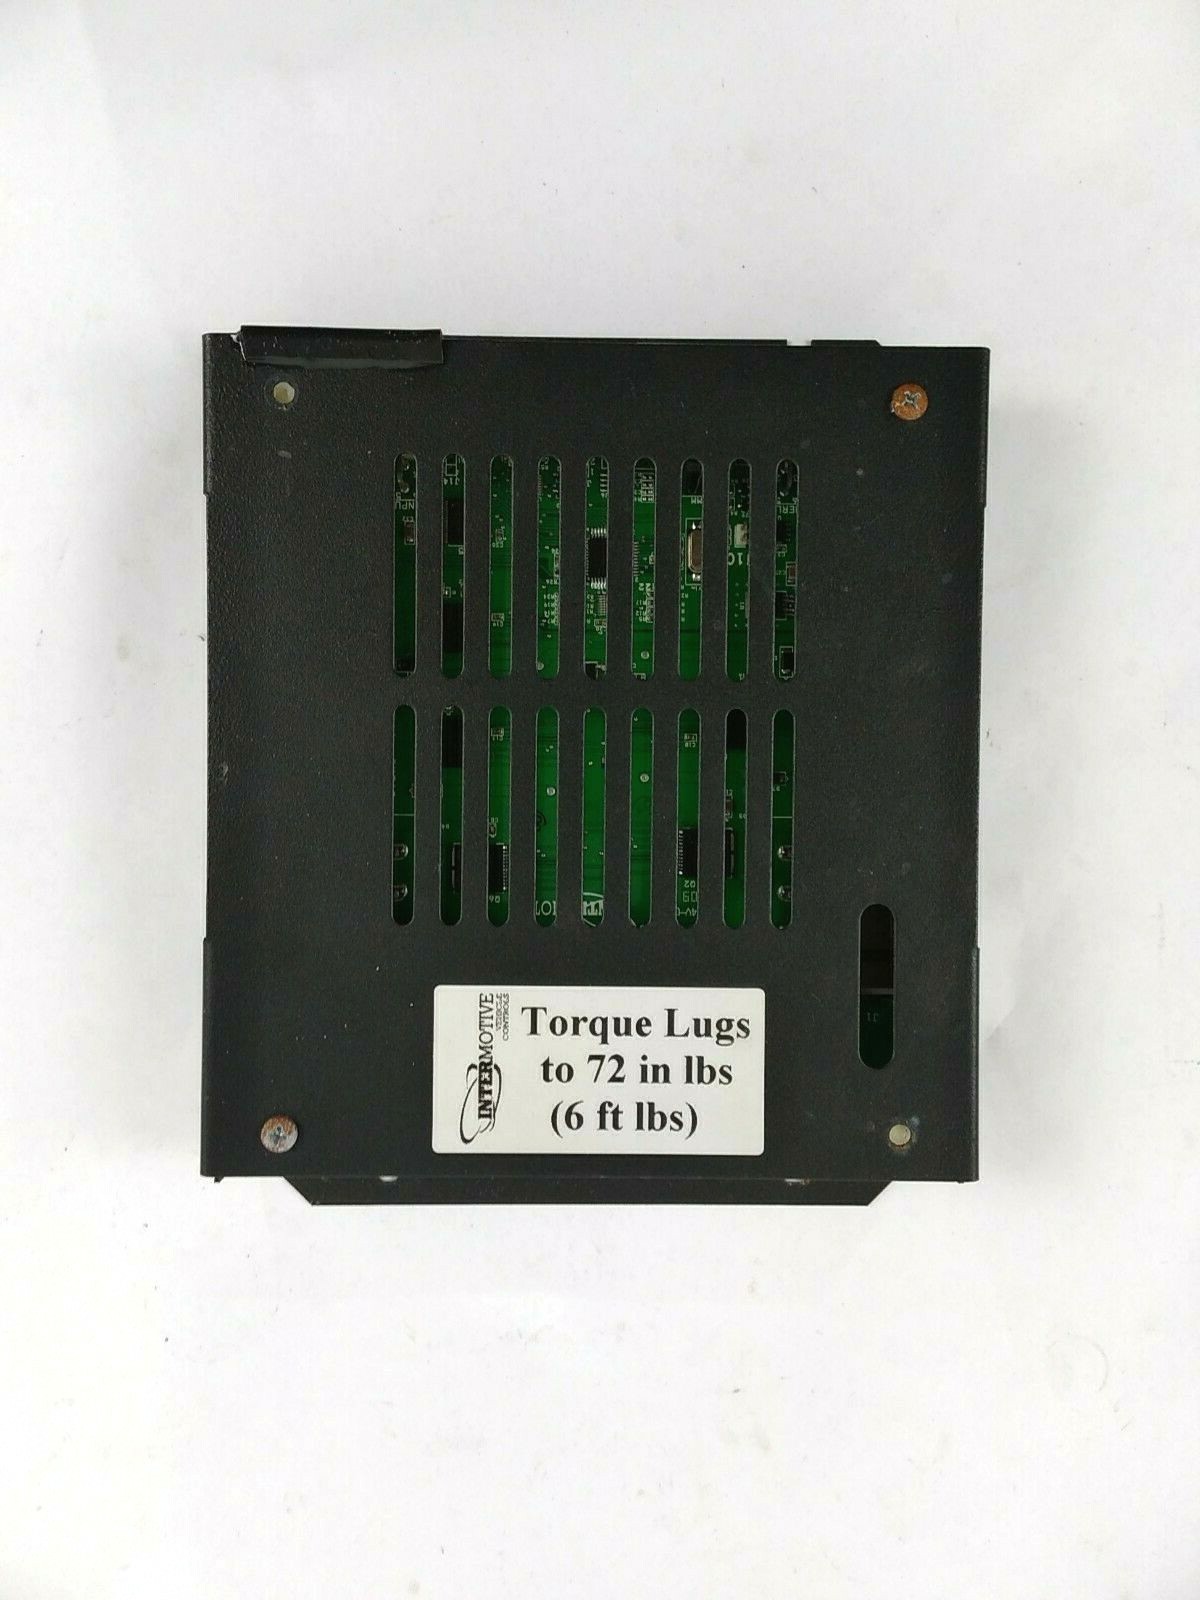 INTERMOTIVE
VEHICLE
CONTROLS
Torque Lugs
to 72 in lbs
(6 ft lbs)